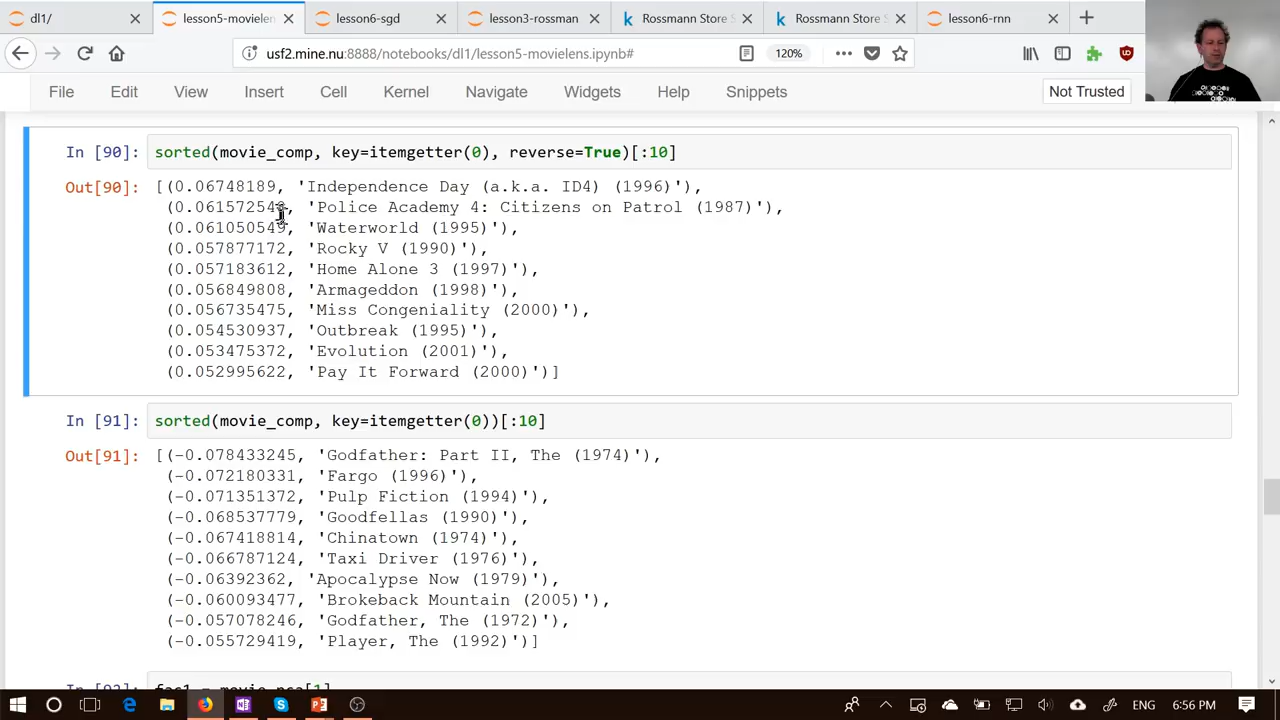 dl1/
lesson5-movielen
lesson6-sgd
lesson3-rossman
Rossmann Store S
Rossmann Store S
lesson6-rnn
usf2.mine.nu:8888/notebooks/dl1/lesson5-movielens.ipynb#
120%
File Edit View Insert Cell Kernel Navigate Widgets Help Snippets Not Trusted
In [90]: sorted(movie_comp, key=itemgetter(0), reverse=True)[:10]
Out[90]: [(0.06748189, 'Independence Day (a.k.a. ID4) (1996)'),
'Police Academy 4: Citizens on Patrol (1987)'),
(0.061050549, 'Waterworld (1995)'),
(0.057877172, 'Rocky V (1990)'),
(0.057183612, 'Home Alone 3 (1997)'),
(0.056849808, 'Armageddon (1998)'),
(0.056735475, 'Miss Congeniality (2000)'),
(0.054530937, 'Outbreak (1995)'),
(0.053475372, 'Evolution (2001)'),
(0.052995622, 'Pay It Forward (2000)')]
In [91]: sorted(movie_comp, key=itemgetter(0))[:10]
Out[91]: [(-0.078433245, 'Godfather: Part II, The (1974)'),
(-0.072180331, 'Fargo (1996)'),
(-0.071351372, 'Pulp Fiction (1994)'),
(-0.068537779, 'Goodfellas (1990)'),
(-0.067418814, 'Chinatown (1974)'),
(-0.066787124, 'Taxi Driver (1976)'),
(-0.06392362, 'Apocalypse Now (1979)'),
(-0.060093477, 'Brokeback Mountain (2005)'),
(-0.057078246, 'Godfather, The (1972)'),
(-0.055729419, 'Player, The (1992)')]
ENG 6:56 PM